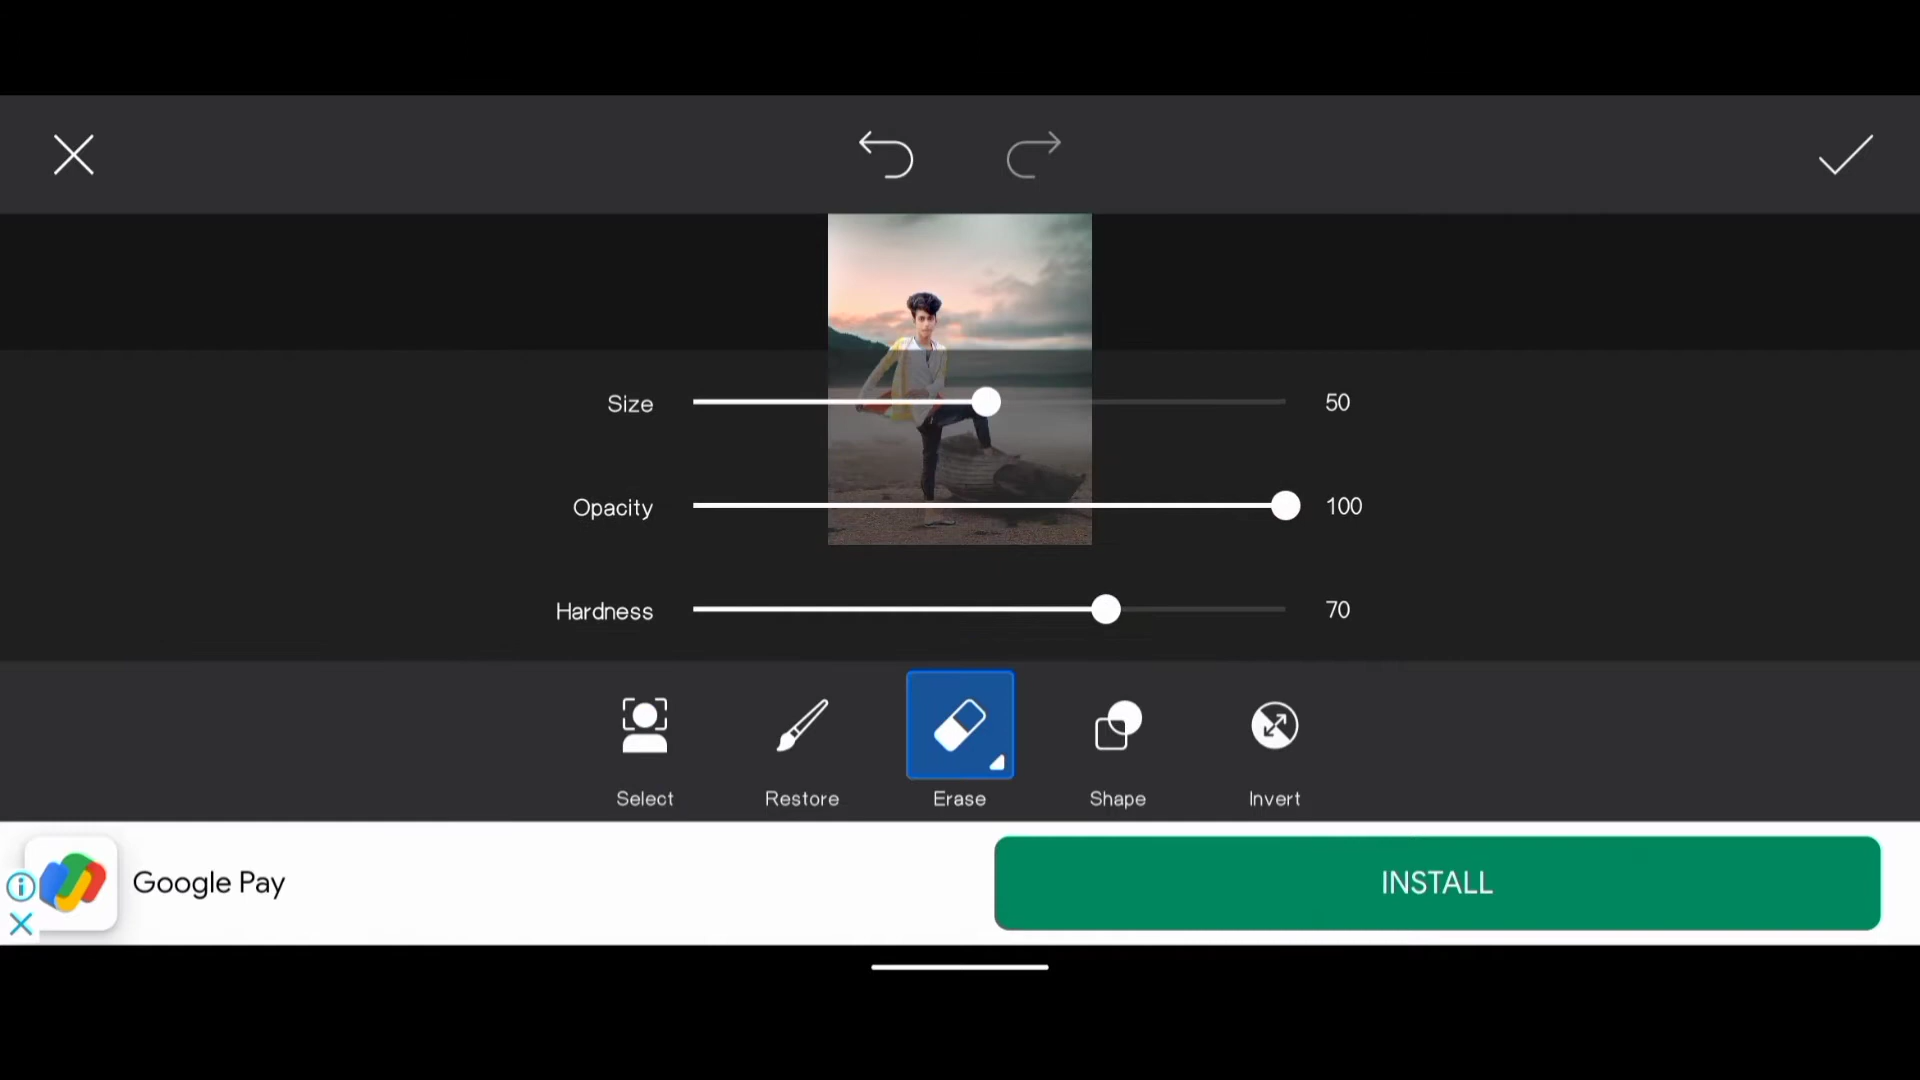 Size 50
Opacity 100
Hardness 70
Select Restore Erase Shape Invert
Google Pay INSTALL